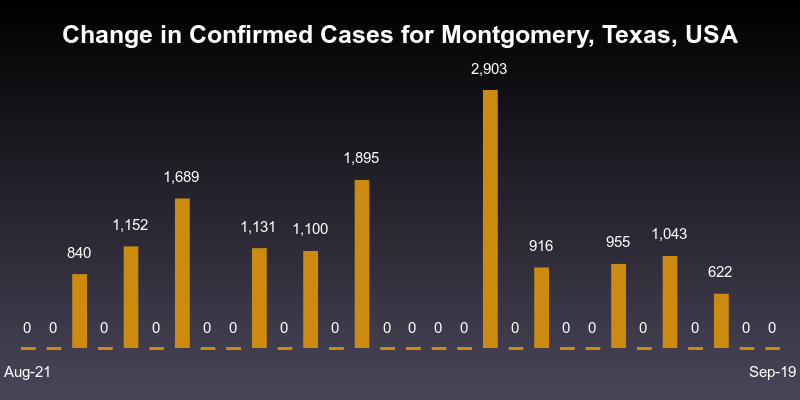 Change in Confirmed Cases for Montgomery, Texas, USA
0 0 840 0 1,152 0 1,689 0 0 1,131 0 1,100 0 1,895 0 0 0 0 2,903 0 916 0 0 955 0 1,043 0 622 0 0
Aug-21 Sep-19